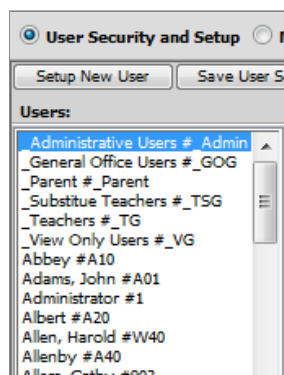 User Security and Setup
Setup New User Save User S
Users:
_Administrative Users #_Admin
_General Office Users #_GOG
_Parent #_Parent
_Substitue Teachers #_TSG
_Teachers #_TG
_View Only Users #_VG
Abbey #A10
Adams, John #A01
Administrator #1
Albert #A20
Allen, Harold #W40
Allenby #A40